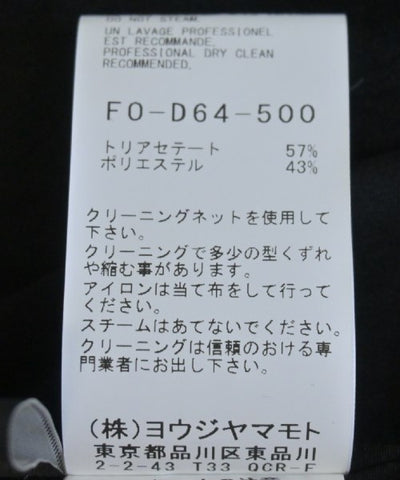 DO NOT STEAM.
UN LAVAGE PROFESSIONEL
EST RECOMMANDE.
PROFESSIONAL DRY CLEAN
RECOMMENDED.
FO-D64-500
トリアセテート 57%
ポリエステル 43%
クリーニングネットを使用して
下さい。
クリーニングで多少の型くずれ
や縮む事があります。
アイロンは当て布をして行って
ください。
スチームはあてないでください。
クリーニングは信頼のおける専
門業者にお出し下さい。
(株)ヨウジヤマモト
東京都品川区東品川
2-2-43 T33 QCR-F